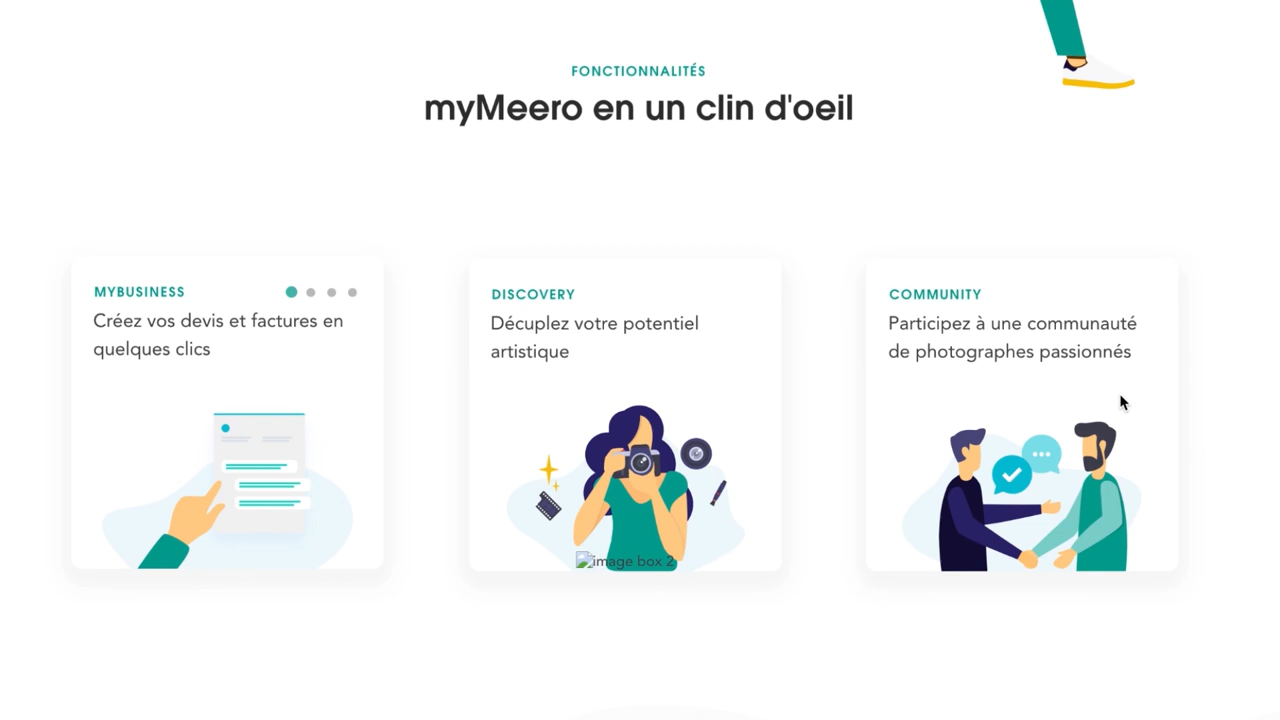 FONCTIONNALITÉS
myMeero en un clin d'oeil
MYBUSINESS
Créez vos devis et factures en
quelques clics
DISCOVERY
Décuplez votre potentiel
artistique
image box 2
COMMUNITY
Participez à une communauté
de photographes passionnés